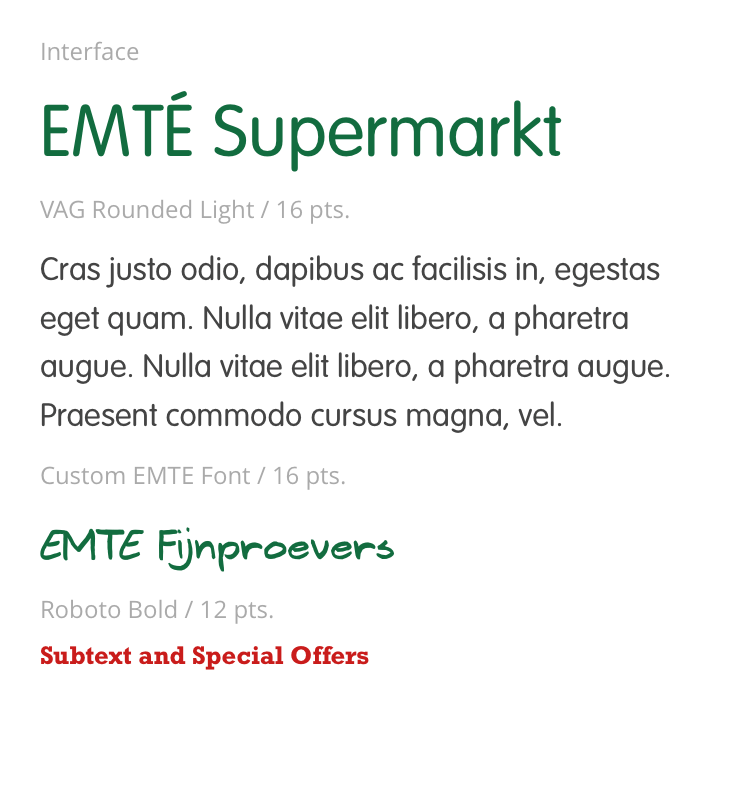 Interface
EMTÉ Supermarkt
VAG Rounded Light / 16 pts.
Cras justo odio, dapibus ac facilisis in, egestas
eget quam. Nulla vitae elit libero, a pharetra
augue. Nulla vitae elit libero, a pharetra augue.
Praesent commodo cursus magna, vel.
Custom EMTE Font / 16 pts.
EMTE Fijnproevers
Roboto Bold / 12 pts.
Subtext and Special Offers